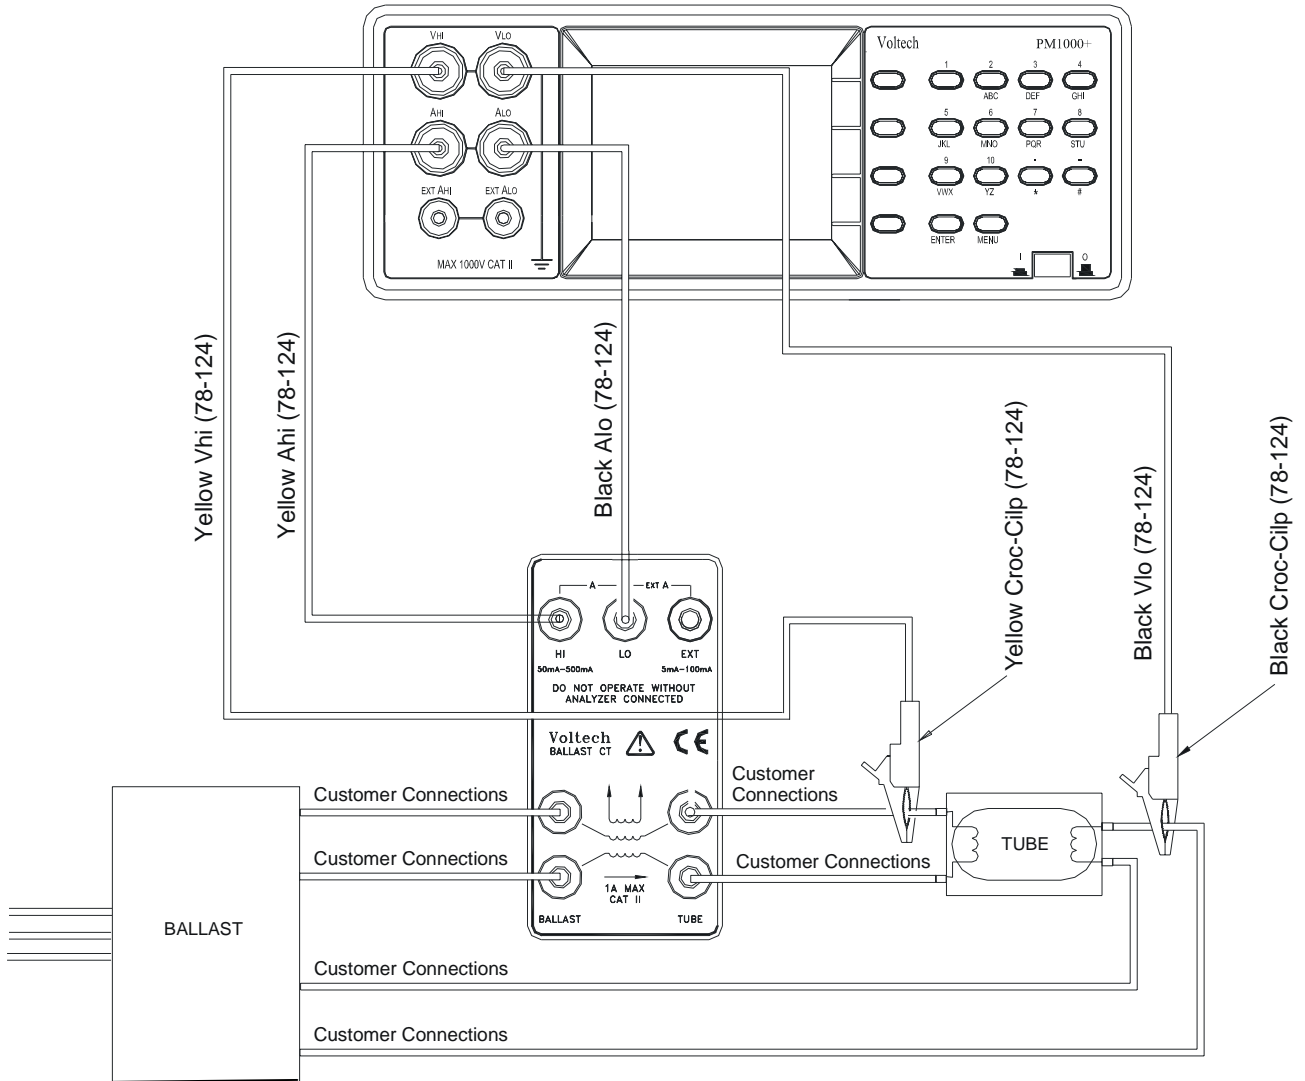 VHI VLO
Voltech PM1000+
1 2 3 4
ABC DEF GHI
AHI ALO
5 6 7 8
JKL MNO PQR STU
9 10 . -
EXT AHI EXT ALO
VWX YZ * #
ENTER MENU
I O
MAX 1000V CAT II
Yellow Vhi (78-124)
Yellow Ahi (78-124)
Black Alo (78-124)
Yellow Croc-Cilp (78-124)
Black Vlo (78-124)
Black Croc-Cilp (78-124)
A EXT A
HI LO EXT
50mA-500mA 5mA-100mA
DO NOT OPERATE WITHOUT
ANALYZER CONNECTED
Voltech
BALLAST CT
CE
Customer Connections
Customer
Connections
TUBE
Customer Connections
Customer Connections
1A MAX
CAT II
BALLAST TUBE
BALLAST
Customer Connections
Customer Connections